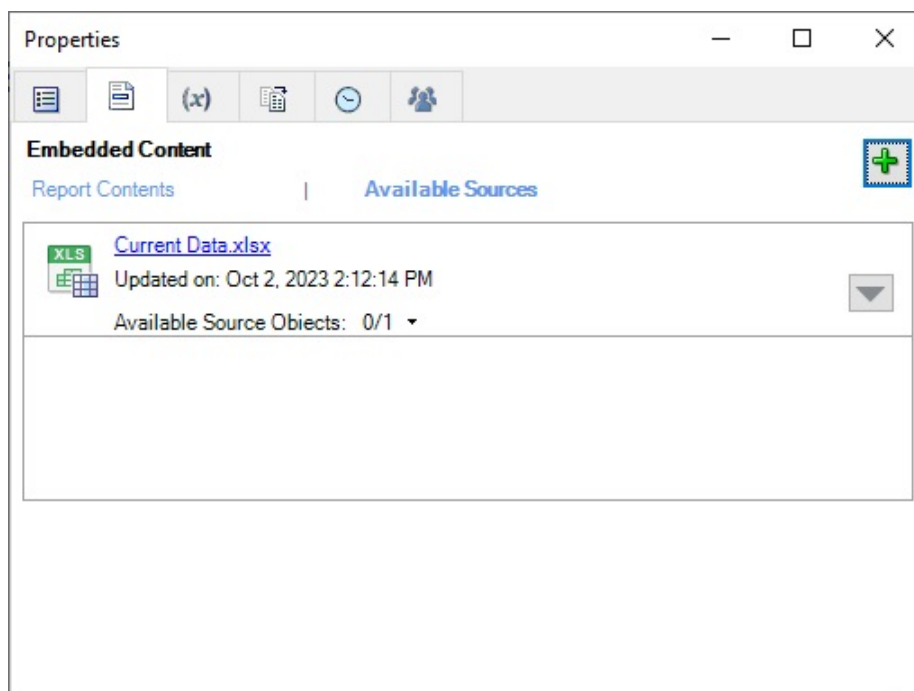 Properties
(x)
Embedded Content
Report Contents | Available Sources
XLS
Current Data.xlsx
Updated on: Oct 2, 2023 2:12:14 PM
Available Source Objects: 0/1